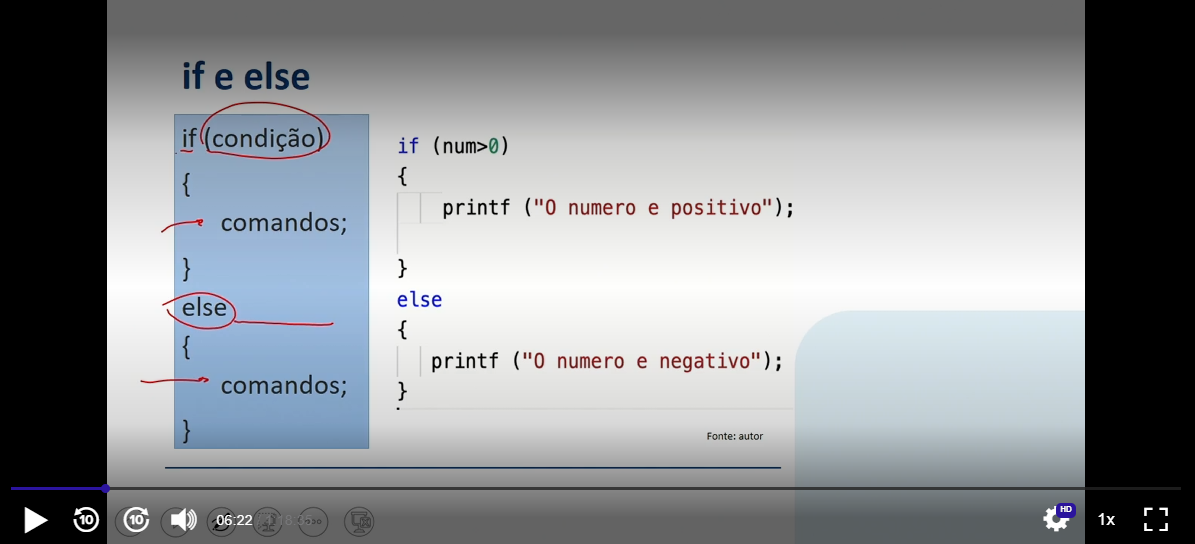 if e else
if (condição)
{
comandos;
}
else
{
comandos;
}
if (num>0)
{
printf ("O numero e positivo");
}
else
{
printf ("O numero e negativo");
}
Fonte: autor
10
10
06:22
HD
1x